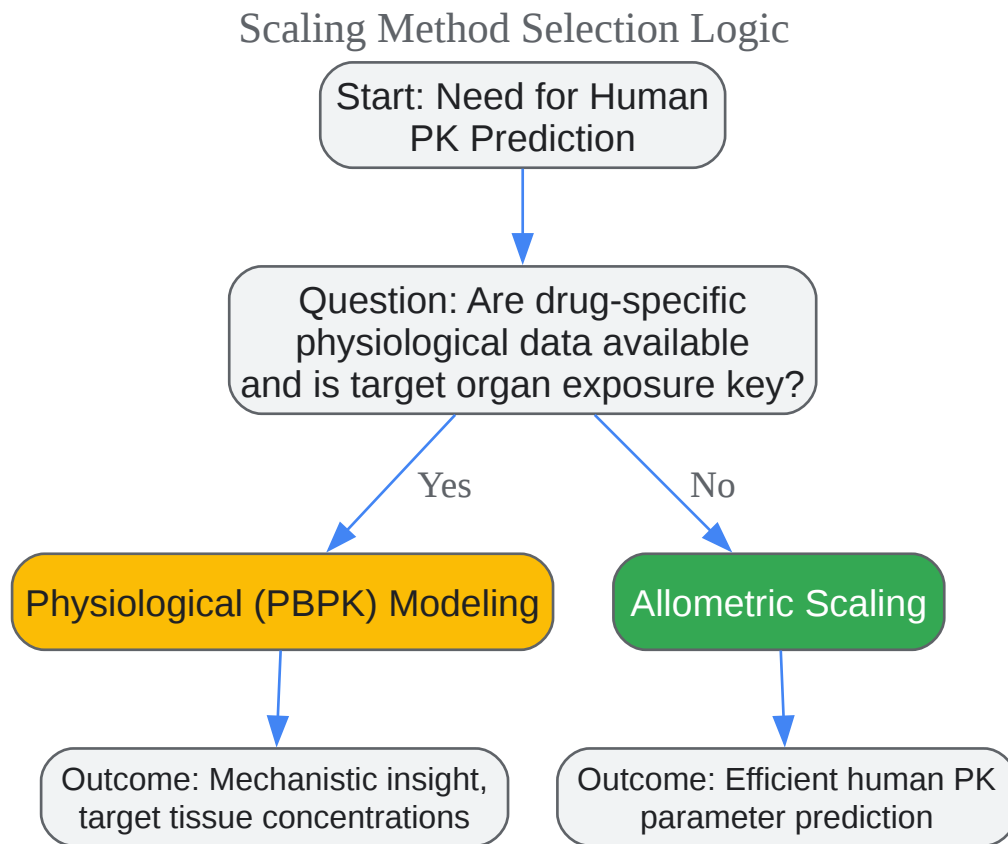 Scaling Method Selection Logic
Start: Need for Human
PK Prediction
Question: Are drug-specific
physiological data available
and is target organ exposure key?
Yes
No
Physiological (PBPK) Modeling
Allometric Scaling
Outcome: Mechanistic insight,
target tissue concentrations
Outcome: Efficient human PK
parameter prediction